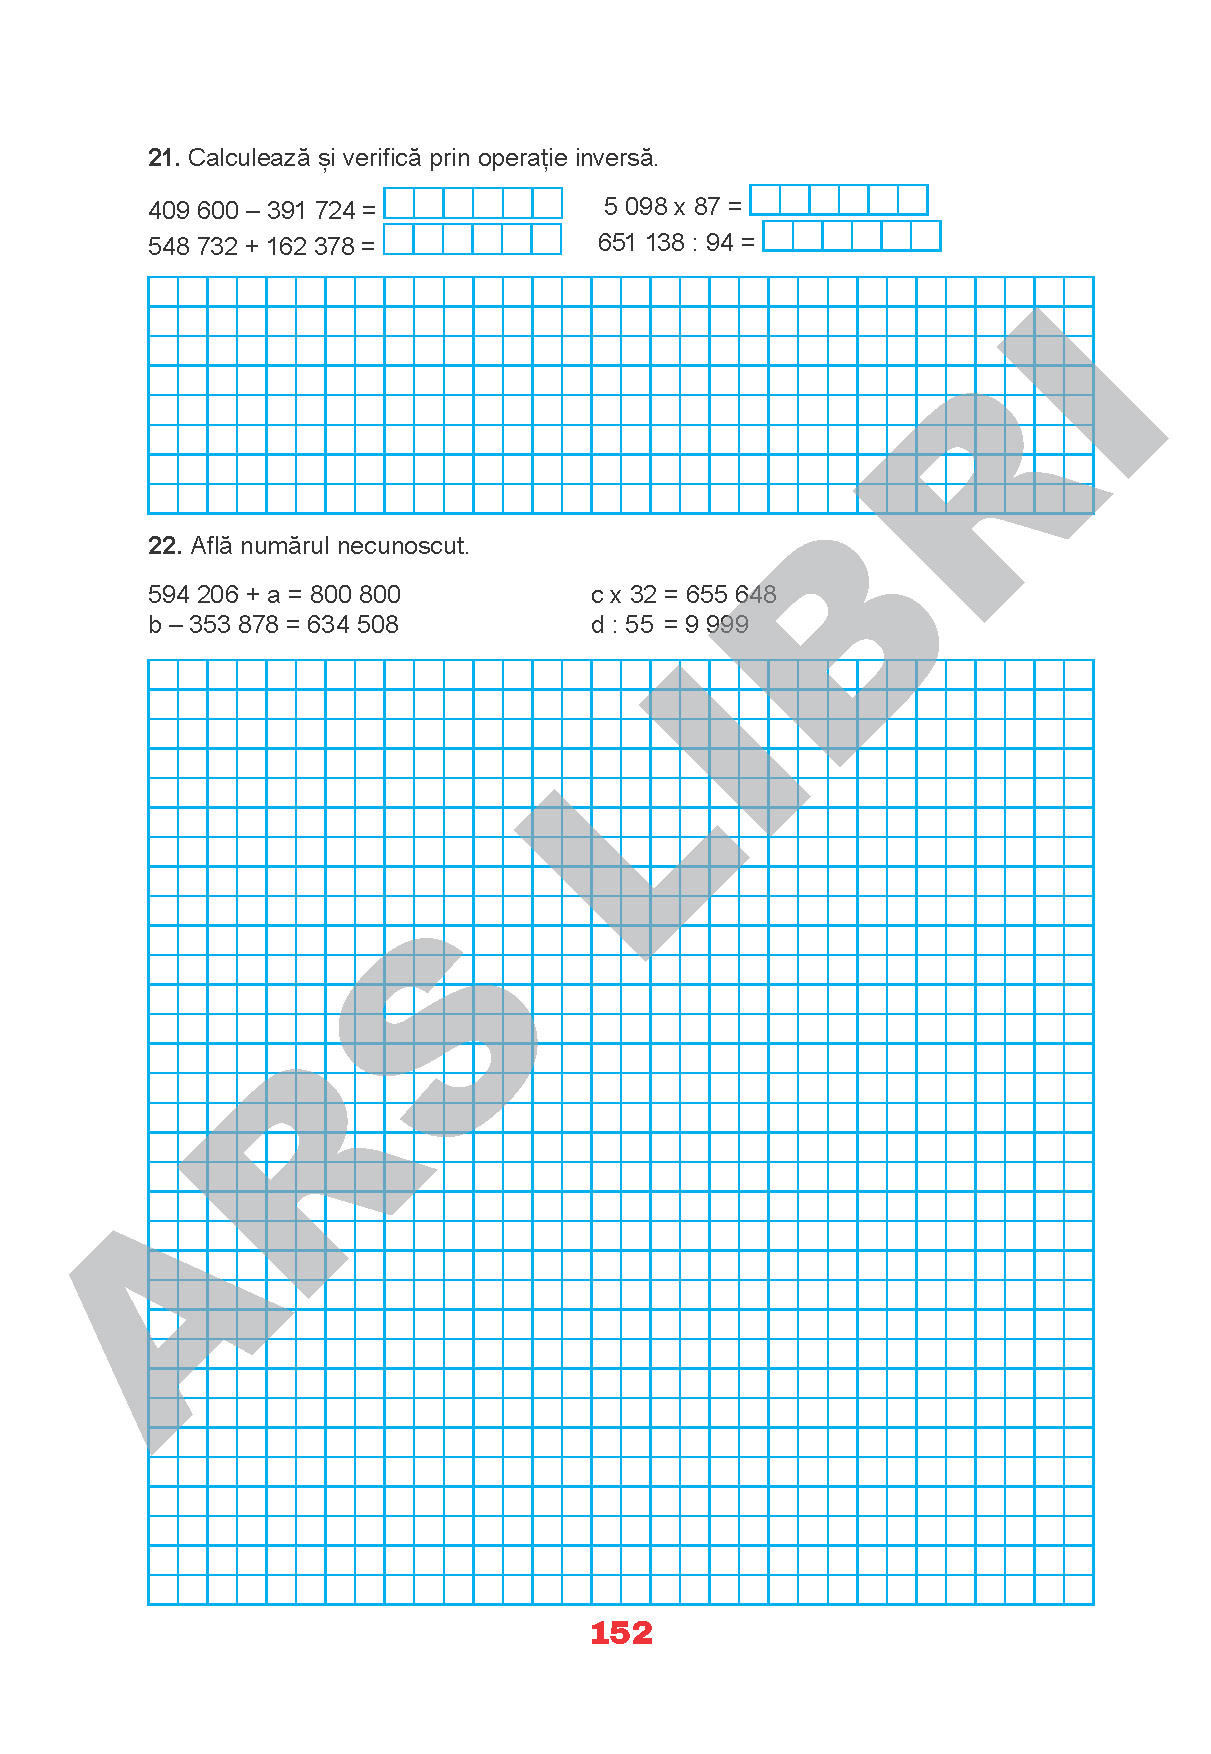 21. Calculează și verifică prin operație inversă.
409 600 – 391 724 =
5 098 x 87 =
548 732 + 162 378 =
651 138 : 94 =
22. Află numărul necunoscut.
594 206 + a = 800 800
c x 32 = 655 648
b – 353 878 = 634 508
d : 55 = 9 999
ARS LIBRI
152